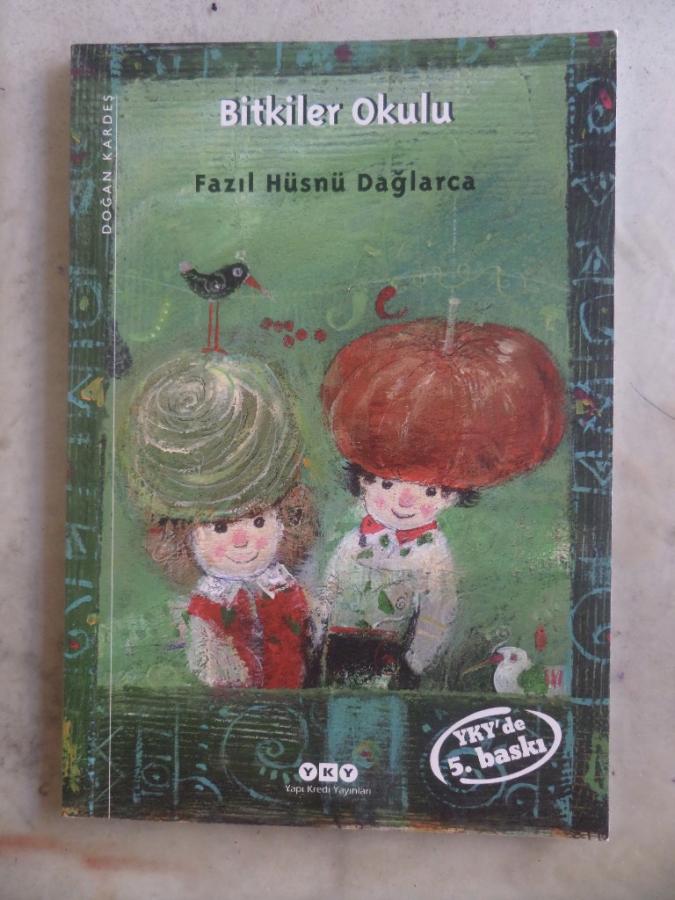 DOĞAN KARDEŞ
Bitkiler Okulu
Fazıl Hüsnü Dağlarca
YKY'de
5. baskı
YKY
Yapı Kredi Yayınları